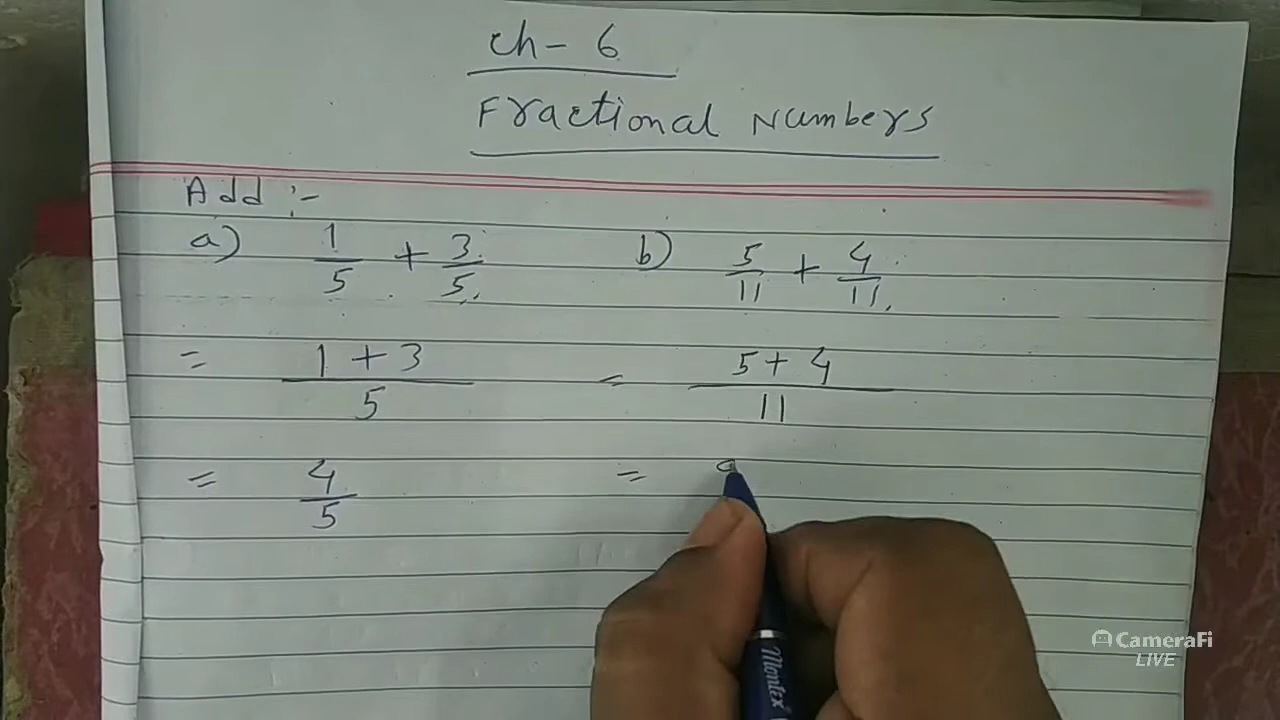 Ch - 6
Fractional Numbers
Add :-
a) 1/5 + 3/5
b) 5/11 + 4/11
= (1 + 3)/5
= (5 + 4)/11
= 4/5
=
Montex
CameraFi
LIVE